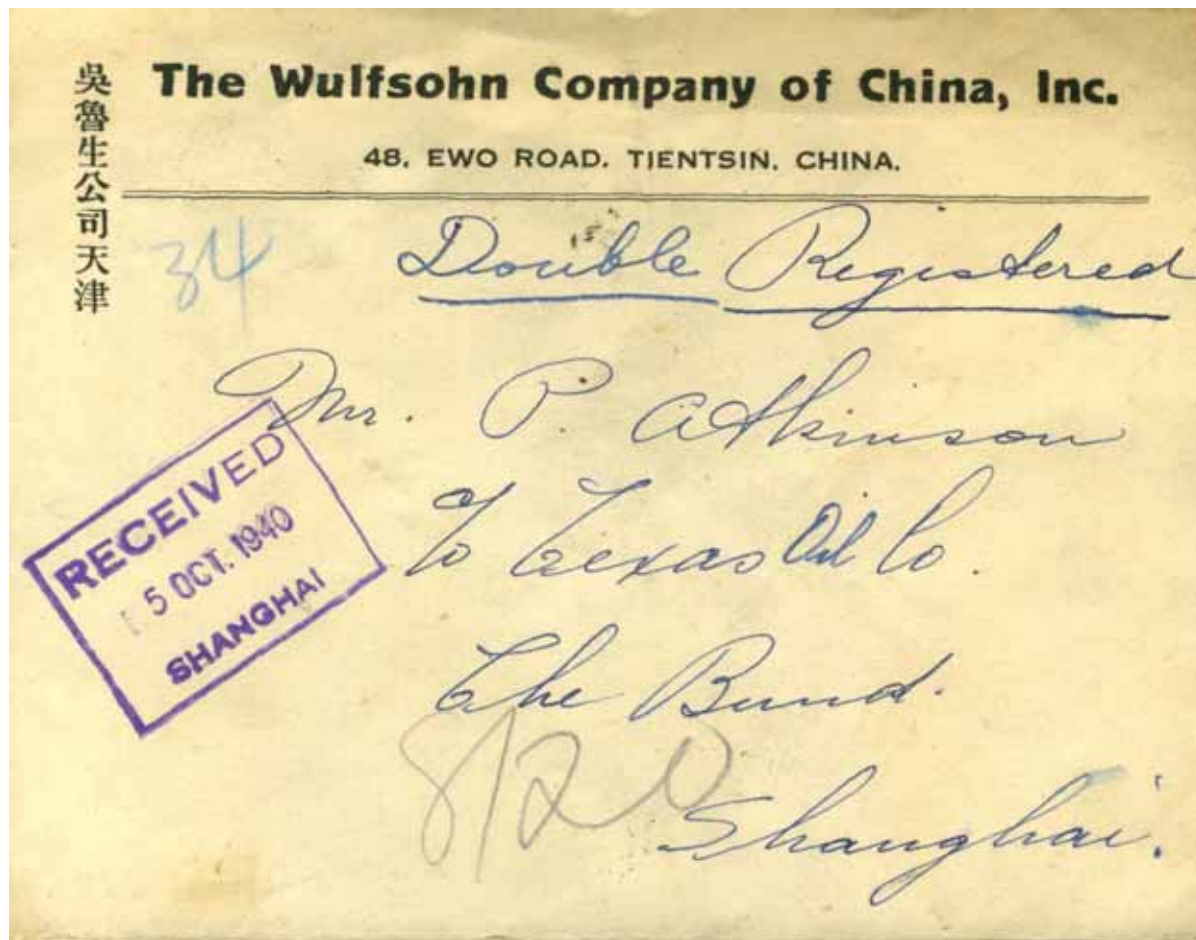 吳魯生公司天津
The Wulfsohn Company of China, Inc.
48, EWO ROAD. TIENTSIN. CHINA.
34
Double Registered
Mr. P. Atkinson
c/o Texas Oil Co.
The Bund.
Shanghai.
RECEIVED
5 OCT. 1940
SHANGHAI